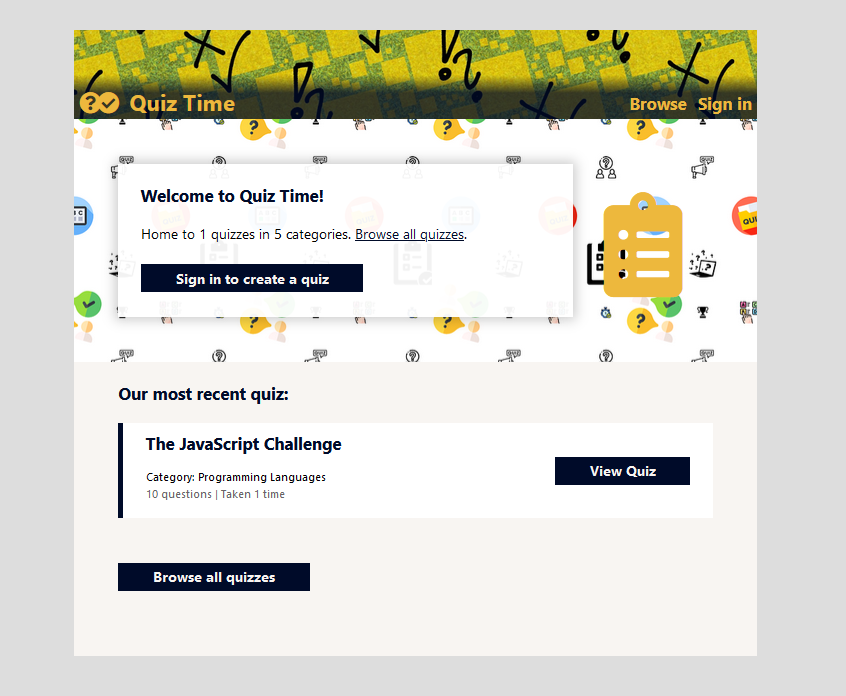 Quiz Time
Browse Sign in
Welcome to Quiz Time!
Home to 1 quizzes in 5 categories. Browse all quizzes.
Sign in to create a quiz
Our most recent quiz:
The JavaScript Challenge
Category: Programming Languages
10 questions | Taken 1 time
View Quiz
Browse all quizzes